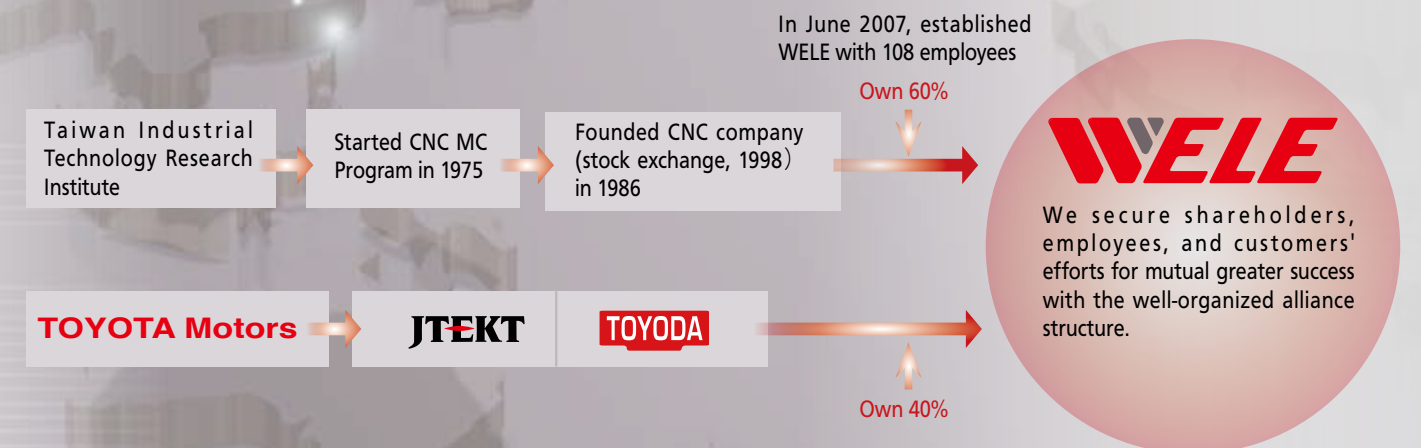 In June 2007, established
WELE with 108 employees
Own 60%
Taiwan Industrial
Technology Research
Institute
Started CNC MC
Program in 1975
Founded CNC company
(stock exchange, 1998）
in 1986
WELE
We secure shareholders,
employees, and customers'
efforts for mutual greater success
with the well-organized alliance
structure.
TOYOTA Motors
JTEKT
TOYODA
Own 40%